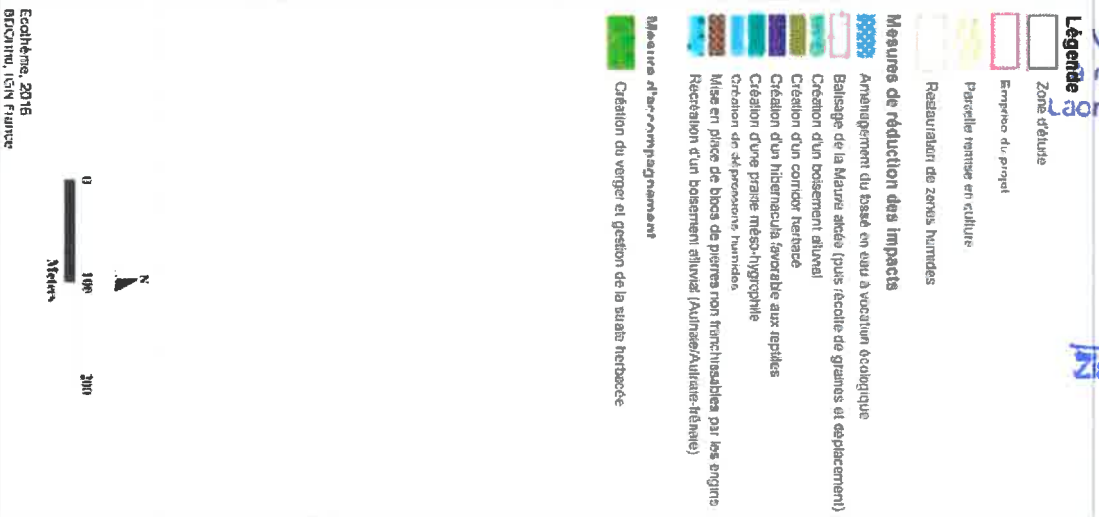 Légende
Laon
Zone d'étude
Emprise du projet
Parcelle remise en culture
Restauration de zones humides
Mesures de réduction des impacts
Aménagement du fossé en eau à vocation écologique
Balisage de la Mauve alcée (puis récolte de graines et déplacement)
Création d'un boisement alluvial
Création d'un corridor herbacé
Création d'un hibernacula favorable aux reptiles
Création d'une prairie méso-hygrophile
Création de dépressions humides
Mise en place de blocs de pierres non franchissables par les engins
Recréation d'un boisement alluvial (Aulnaie/Aulnaie-frênaie)
Mesure d'accompagnement
Création du verger et gestion de la strate herbacée
N
0 100 200
Meters
Ecothème, 2016
BDOrtho, IGN France